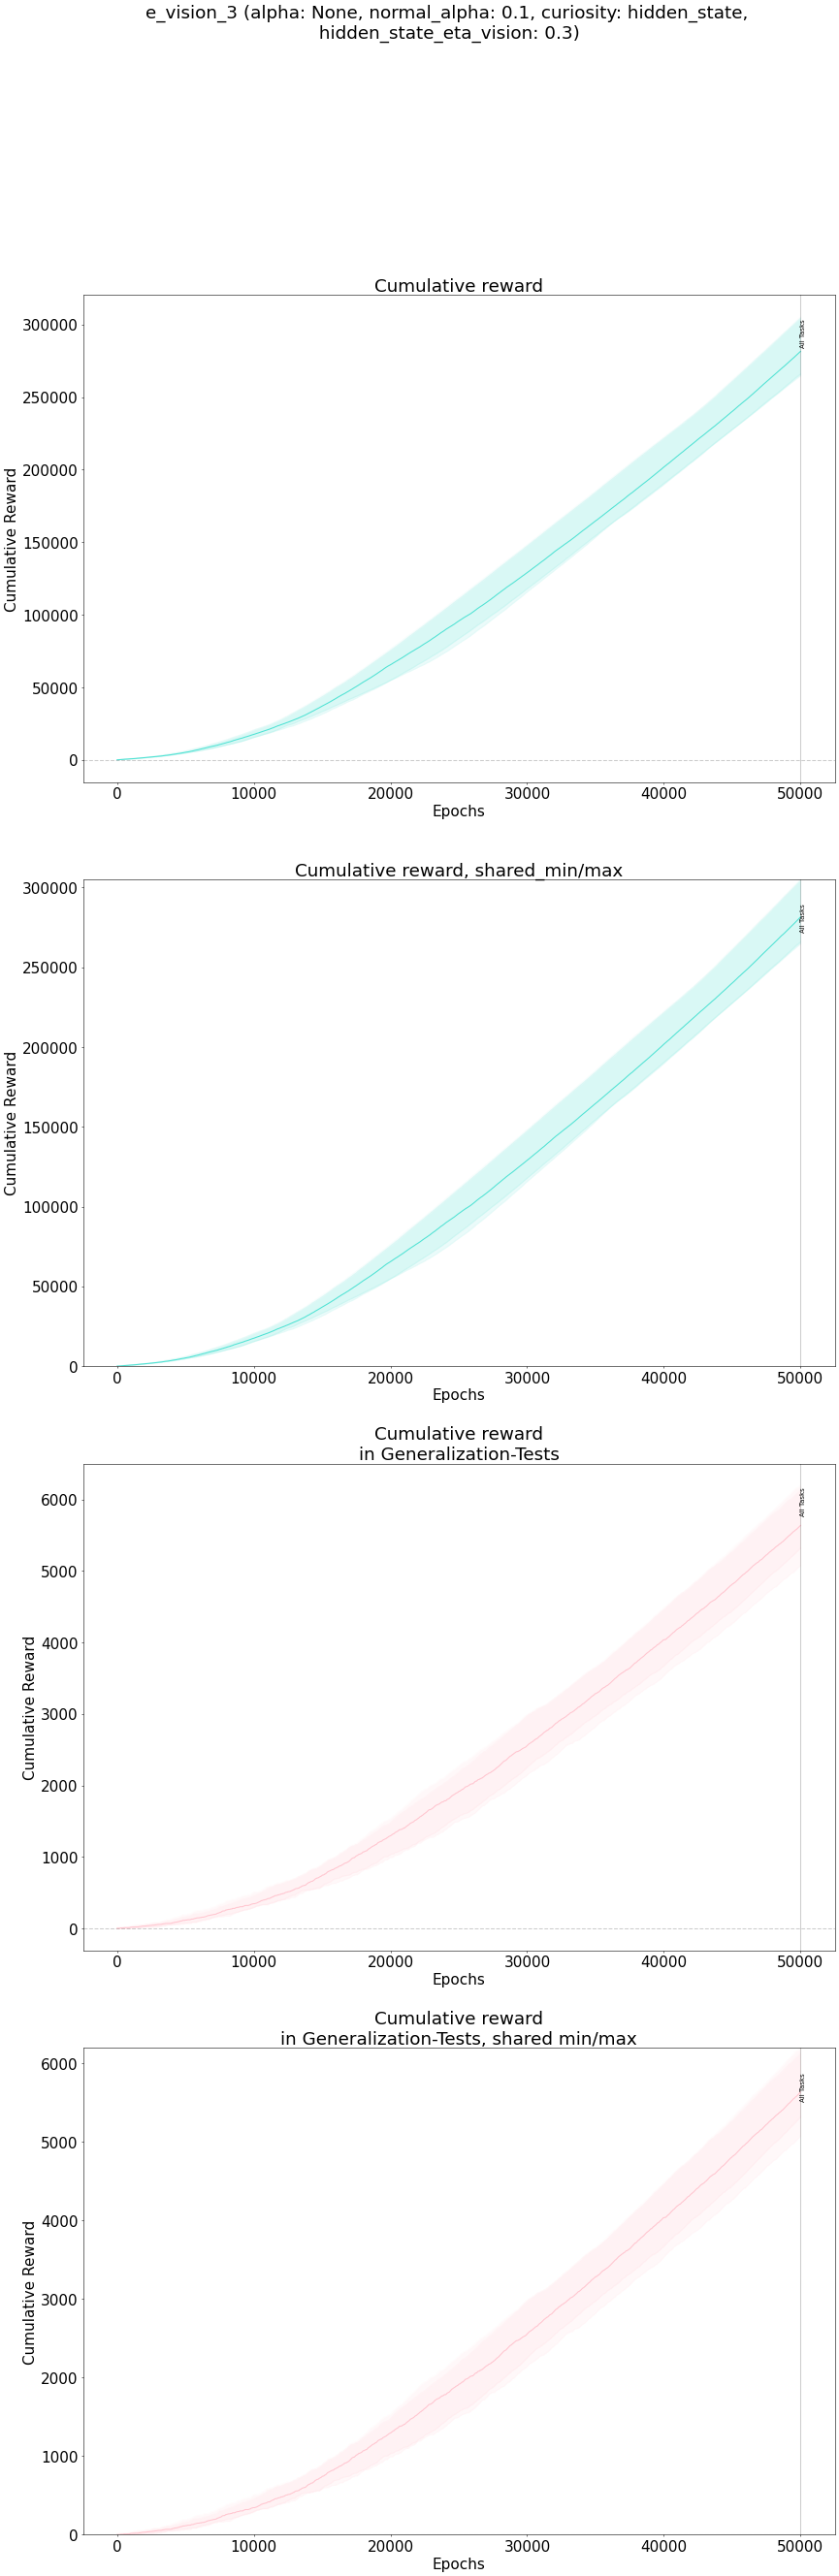 e_vision_3 (alpha: None, normal_alpha: 0.1, curiosity: hidden_state,
hidden_state_eta_vision: 0.3)
Cumulative reward
300000
250000
200000
150000
100000
50000
0
Cumulative Reward
All Tasks
0 10000 20000 30000 40000 50000
Epochs
Cumulative reward, shared_min/max
300000
250000
200000
150000
100000
50000
0
Cumulative Reward
All Tasks
0 10000 20000 30000 40000 50000
Epochs
Cumulative reward
in Generalization-Tests
6000
5000
4000
3000
2000
1000
0
Cumulative Reward
All Tasks
0 10000 20000 30000 40000 50000
Epochs
Cumulative reward
in Generalization-Tests, shared min/max
6000
5000
4000
3000
2000
1000
0
Cumulative Reward
All Tasks
0 10000 20000 30000 40000 50000
Epochs